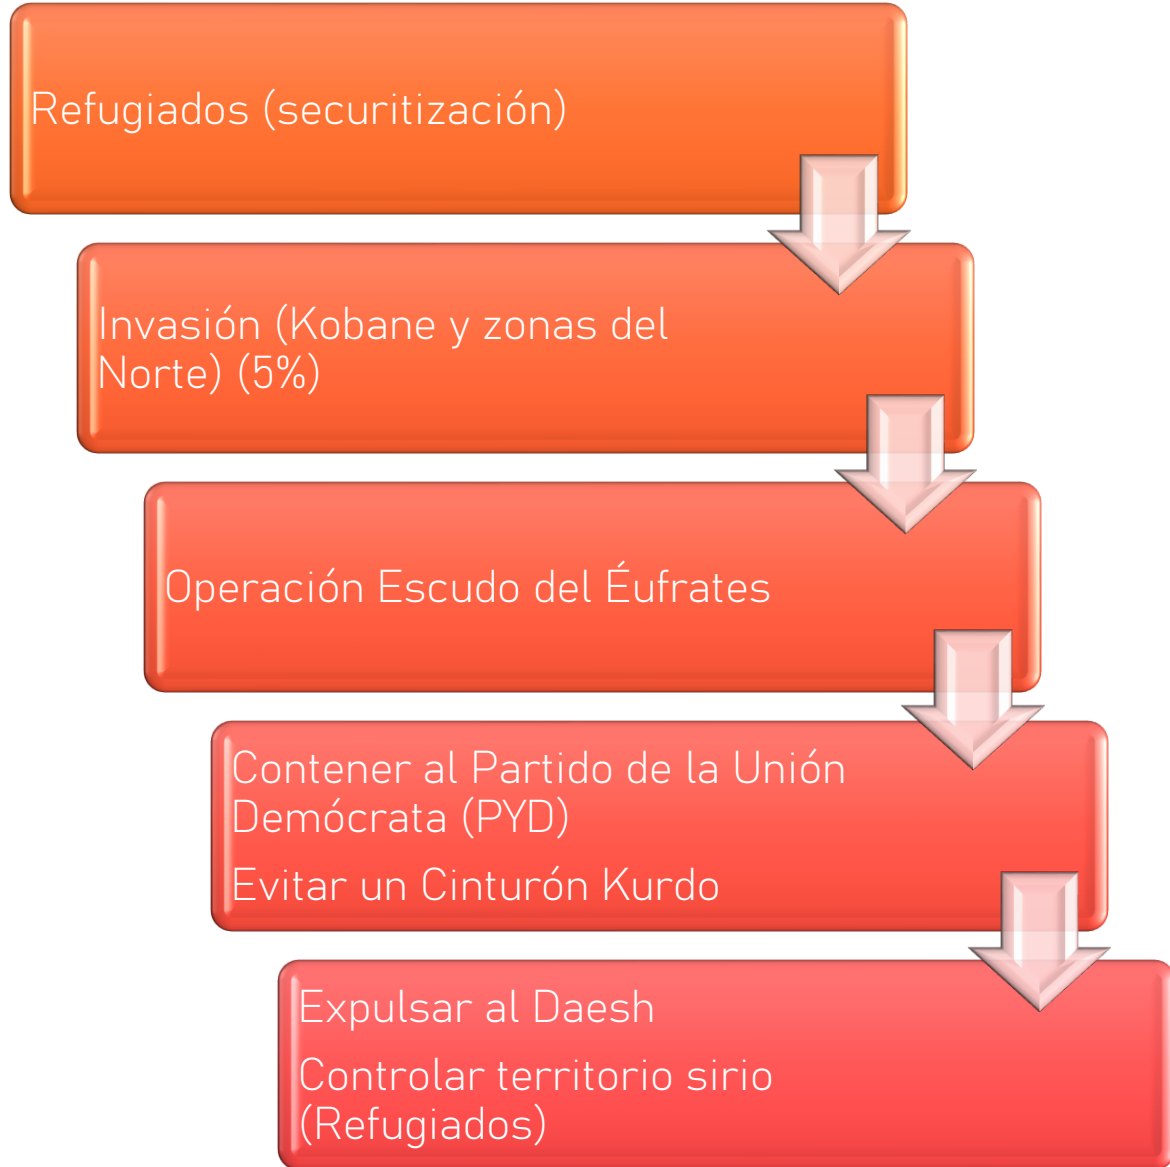 Refugiados (securitización)
Invasión (Kobane y zonas del
Norte) (5%)
Operación Escudo del Éufrates
Contener al Partido de la Unión
Demócrata (PYD)
Evitar un Cinturón Kurdo
Expulsar al Daesh
Controlar territorio sirio
(Refugiados)